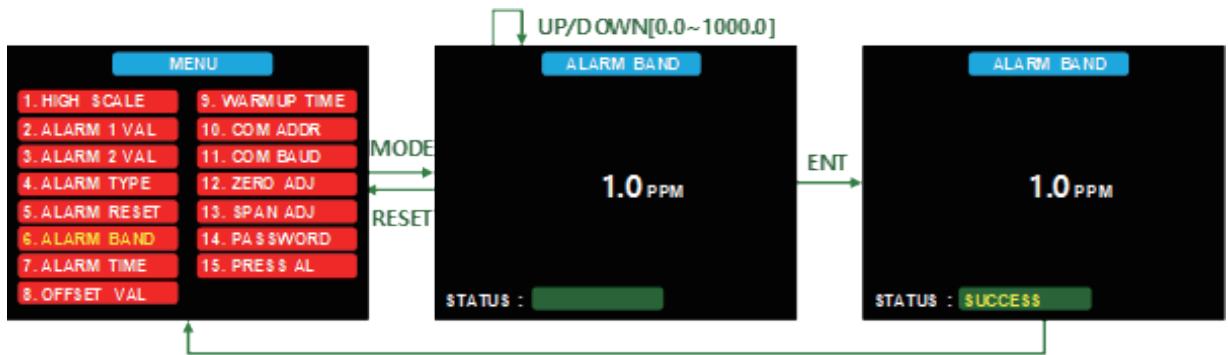 UP/DOWN[0.0~1000.0]
MENU
1. HIGH SCALE
2. ALARM 1 VAL
3. ALARM 2 VAL
4. ALARM TYPE
5. ALARM RESET
6. ALARM BAND
7. ALARM TIME
8. OFFSET VAL
9. WARMUP TIME
10. COM ADDR
11. COM BAUD
12. ZERO ADJ
13. SPAN ADJ
14. PASSWORD
15. PRESS AL
MODE
RESET
ALARM BAND
1.0 PPM
STATUS :
ENT
ALARM BAND
1.0 PPM
STATUS : SUCCESS